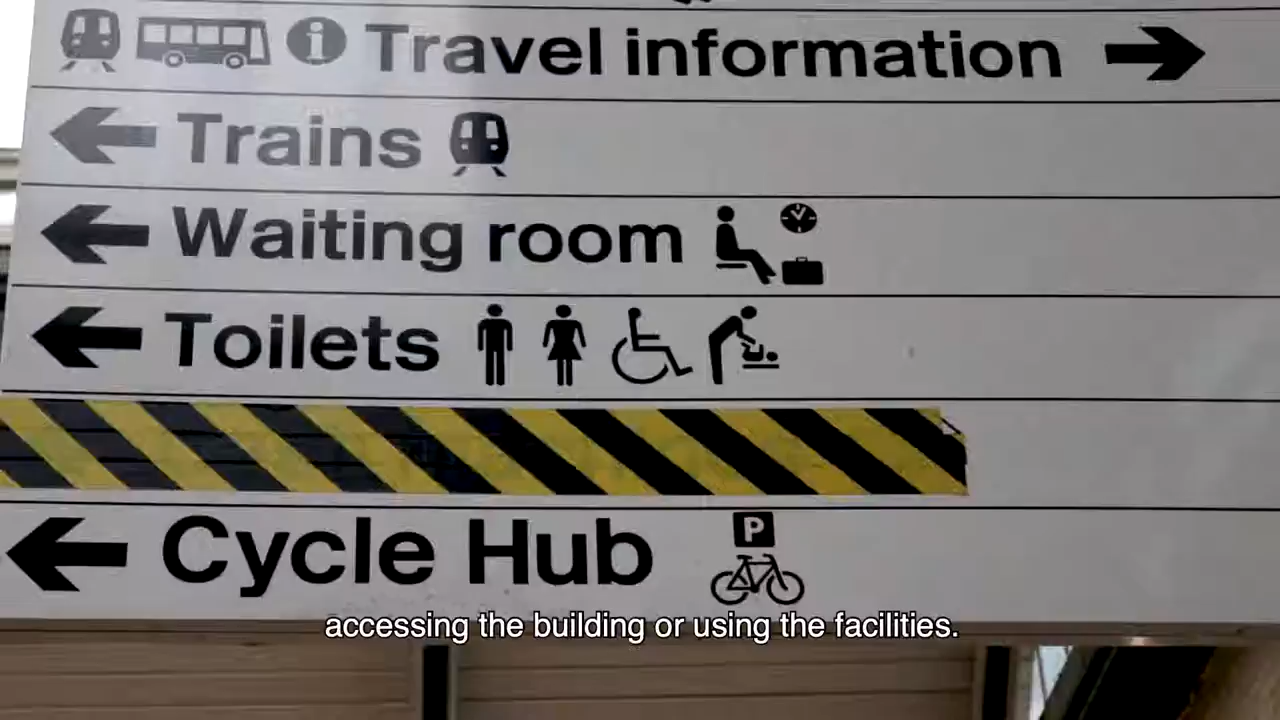 Travel information
Trains
Waiting room
Toilets
Cycle Hub
P
accessing the building or using the facilities.